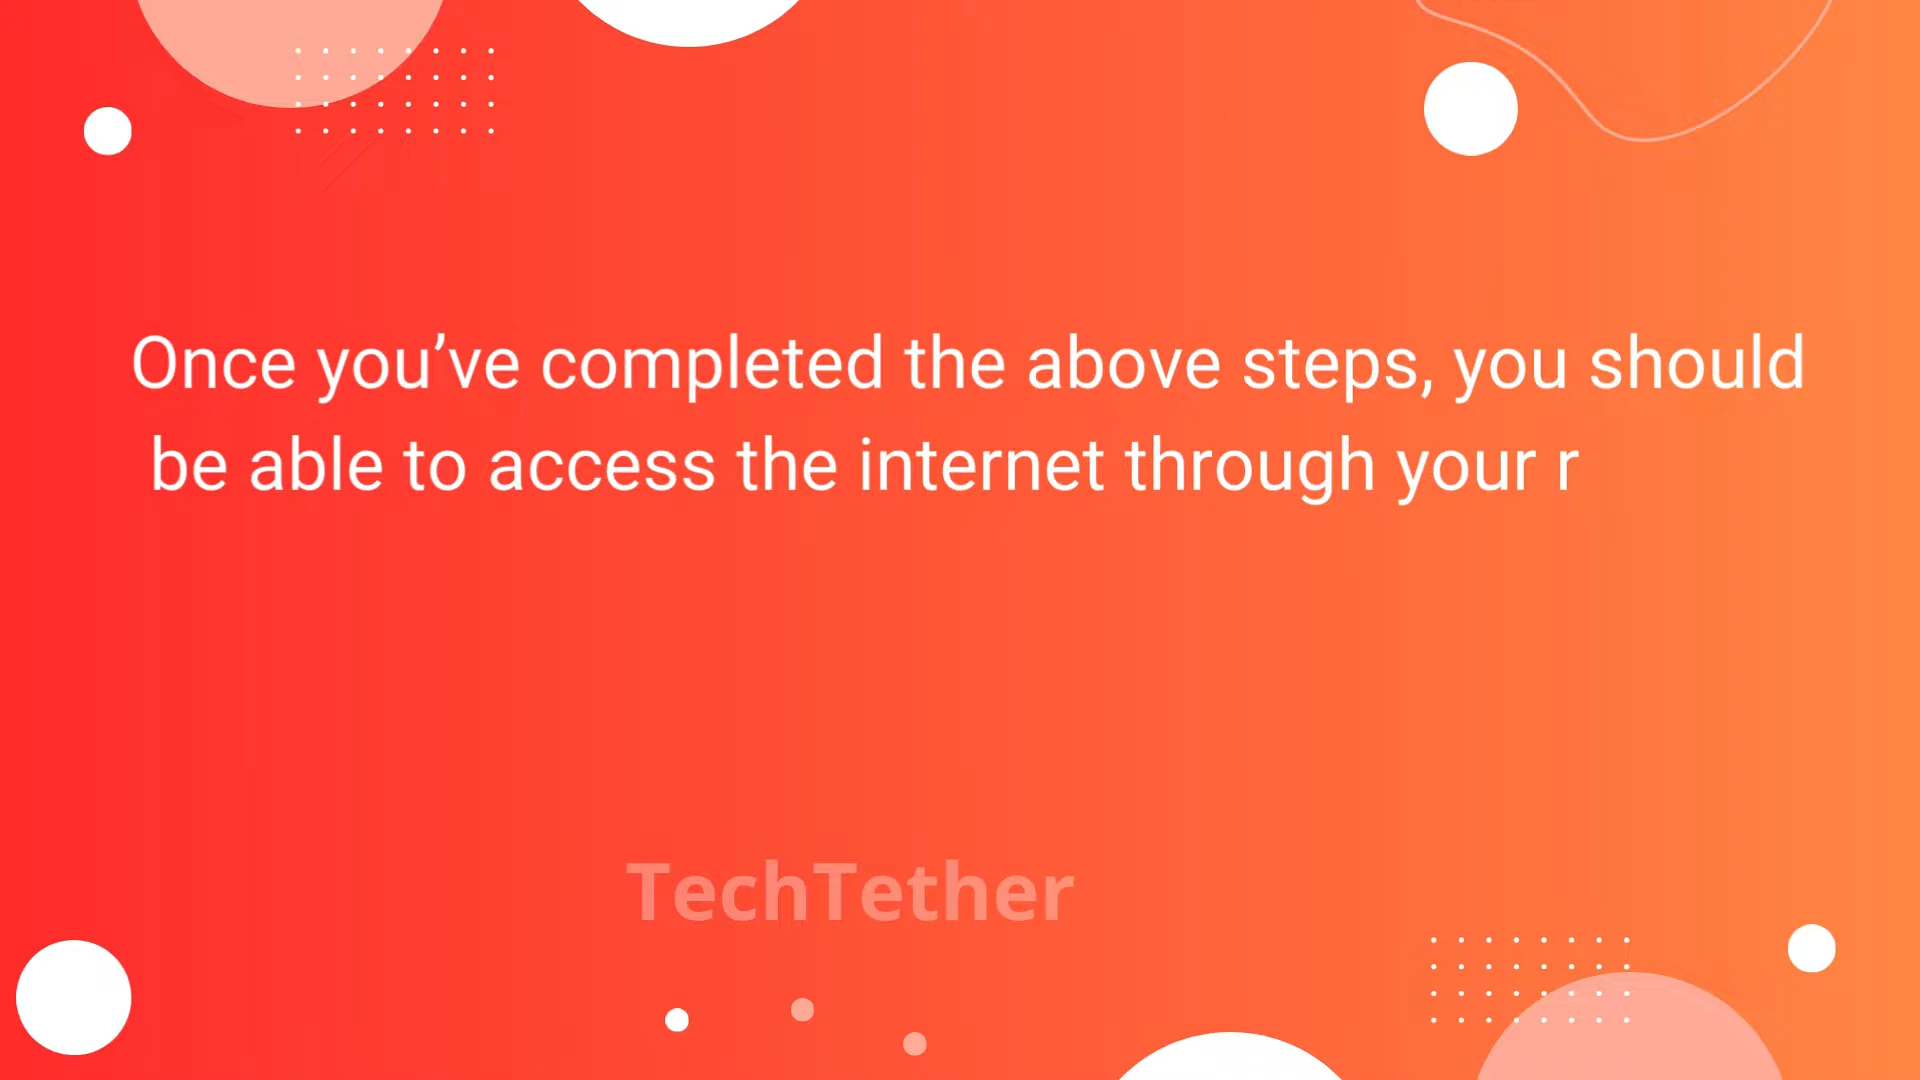 Once you’ve completed the above steps, you should
be able to access the internet through your r
TechTether